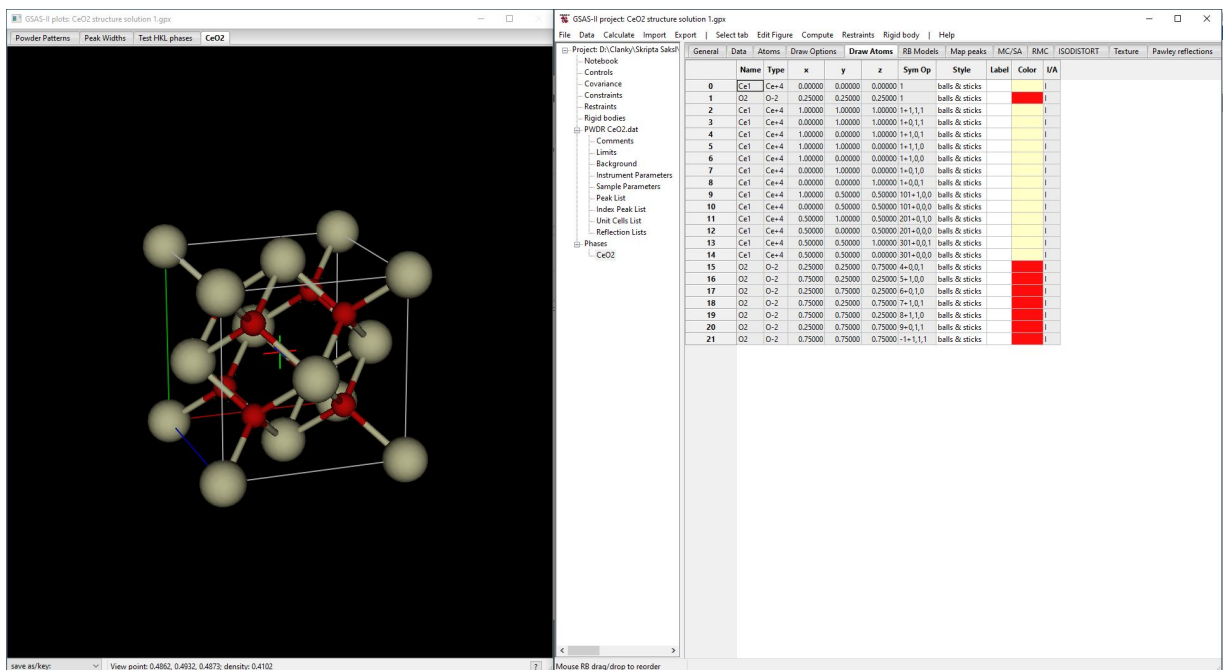 GSAS-II plots: CeO2 structure solution 1.gpx
Powder Patterns Peak Widths Test HKL phases CeO2
save as/key: View point: 0.4862, 0.4932, 0.4873; density: 0.4102 ?
GSAS-II project: CeO2 structure solution 1.gpx
File Data Calculate Import Export | Select tab Edit Figure Compute Restraints Rigid body | Help
Project: D:\Clanky\Skripta Saksl\
Notebook
Controls
Covariance
Constraints
Restraints
Rigid bodies
PWDR CeO2.dat
Comments
Limits
Background
Instrument Parameters
Sample Parameters
Peak List
Index Peak List
Unit Cells List
Reflection Lists
Phases
CeO2
General Data Atoms Draw Options Draw Atoms RB Models Map peaks MC/SA RMC ISODISTORT Texture Pawley reflections
Name Type x y z Sym Op Style Label Color I/A
0 Ce1 Ce+4 0.00000 0.00000 0.00000 1 balls & sticks I
1 O2 O-2 0.25000 0.25000 0.25000 1 balls & sticks I
2 Ce1 Ce+4 1.00000 1.00000 1.00000 1+1,1,1 balls & sticks I
3 Ce1 Ce+4 0.00000 1.00000 1.00000 1+0,1,1 balls & sticks I
4 Ce1 Ce+4 1.00000 0.00000 1.00000 1+1,0,1 balls & sticks I
5 Ce1 Ce+4 1.00000 1.00000 0.00000 1+1,1,0 balls & sticks I
6 Ce1 Ce+4 1.00000 0.00000 0.00000 1+1,0,0 balls & sticks I
7 Ce1 Ce+4 0.00000 1.00000 0.00000 1+0,1,0 balls & sticks I
8 Ce1 Ce+4 0.00000 0.00000 1.00000 1+0,0,1 balls & sticks I
9 Ce1 Ce+4 1.00000 0.50000 0.50000 101+1,0,0 balls & sticks I
10 Ce1 Ce+4 0.00000 0.50000 0.50000 101+0,0,0 balls & sticks I
11 Ce1 Ce+4 0.50000 1.00000 0.50000 201+0,1,0 balls & sticks I
12 Ce1 Ce+4 0.50000 0.00000 0.50000 201+0,0,0 balls & sticks I
13 Ce1 Ce+4 0.50000 0.50000 1.00000 301+0,0,1 balls & sticks I
14 Ce1 Ce+4 0.50000 0.50000 0.00000 301+0,0,0 balls & sticks I
15 O2 O-2 0.25000 0.25000 0.75000 4+0,0,1 balls & sticks I
16 O2 O-2 0.75000 0.25000 0.25000 5+1,0,0 balls & sticks I
17 O2 O-2 0.25000 0.75000 0.25000 6+0,1,0 balls & sticks I
18 O2 O-2 0.75000 0.25000 0.75000 7+1,0,1 balls & sticks I
19 O2 O-2 0.75000 0.75000 0.25000 8+1,1,0 balls & sticks I
20 O2 O-2 0.25000 0.75000 0.75000 9+0,1,1 balls & sticks I
21 O2 O-2 0.75000 0.75000 0.75000 -1+1,1,1 balls & sticks I
Mouse RB drag/drop to reorder